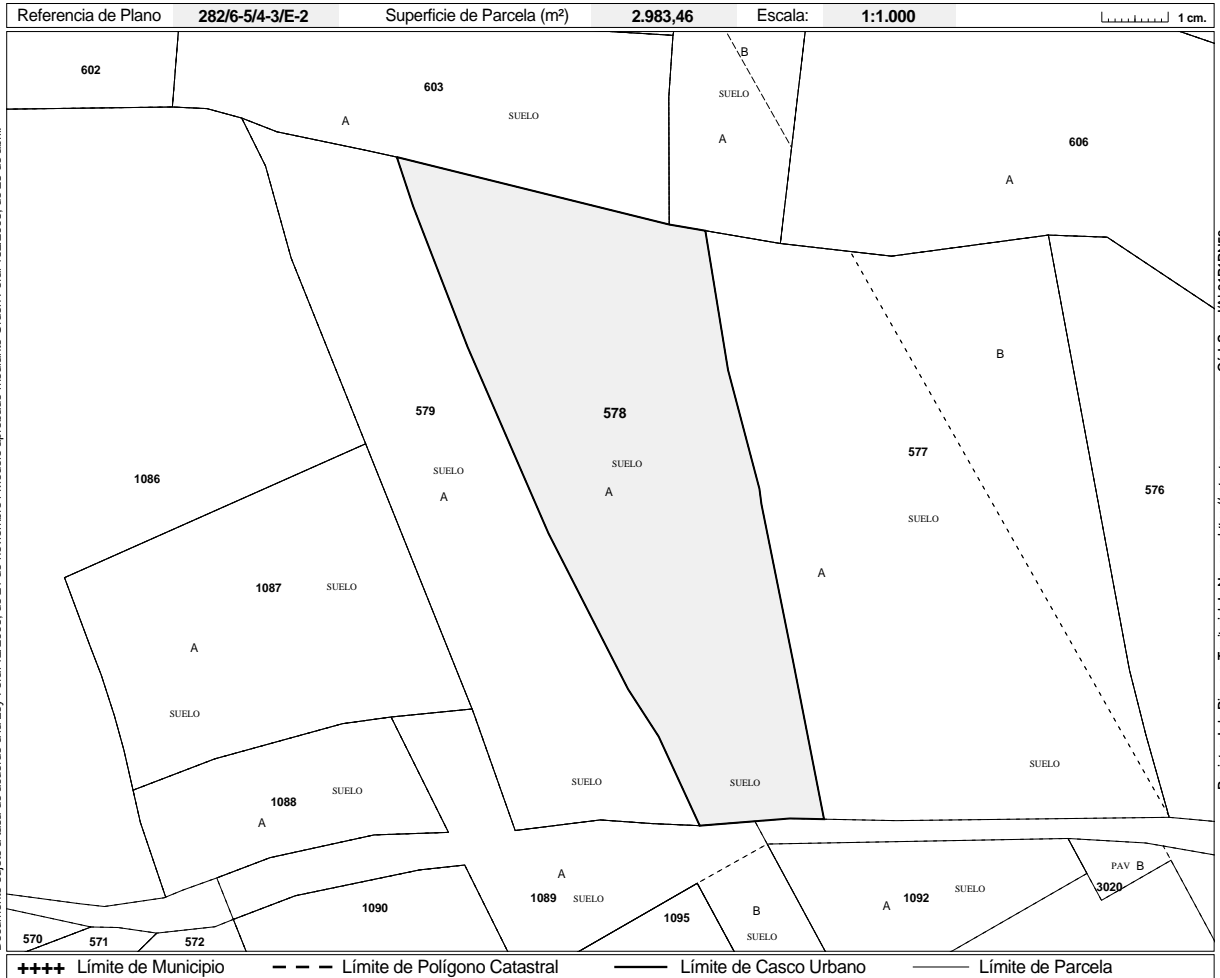 Referencia de Plano 282/6-5/4-3/E-2 Superficie de Parcela (m²) 2.983,46 Escala: 1:1.000 1 cm.
602
603
SUELO
A
B
SUELO
A
606
A
579
SUELO
A
578
SUELO
A
577
SUELO
A
B
576
1086
1087
SUELO
A
SUELO
SUELO
SUELO
SUELO
1088
SUELO
A
A
1089
SUELO
1090
1095
B
SUELO
A
1092
SUELO
PAV B
3020
570
571
572
++++ Límite de Municipio
Límite de Polígono Catastral
Límite de Casco Urbano
Límite de Parcela